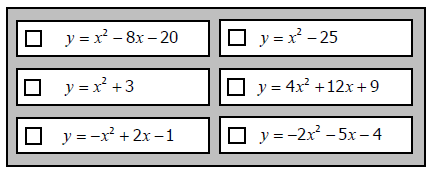 y = x² − 8x − 20
y = x² − 25
y = x² + 3
y = 4x² + 12x + 9
y = −x² + 2x − 1
y = −2x² − 5x − 4